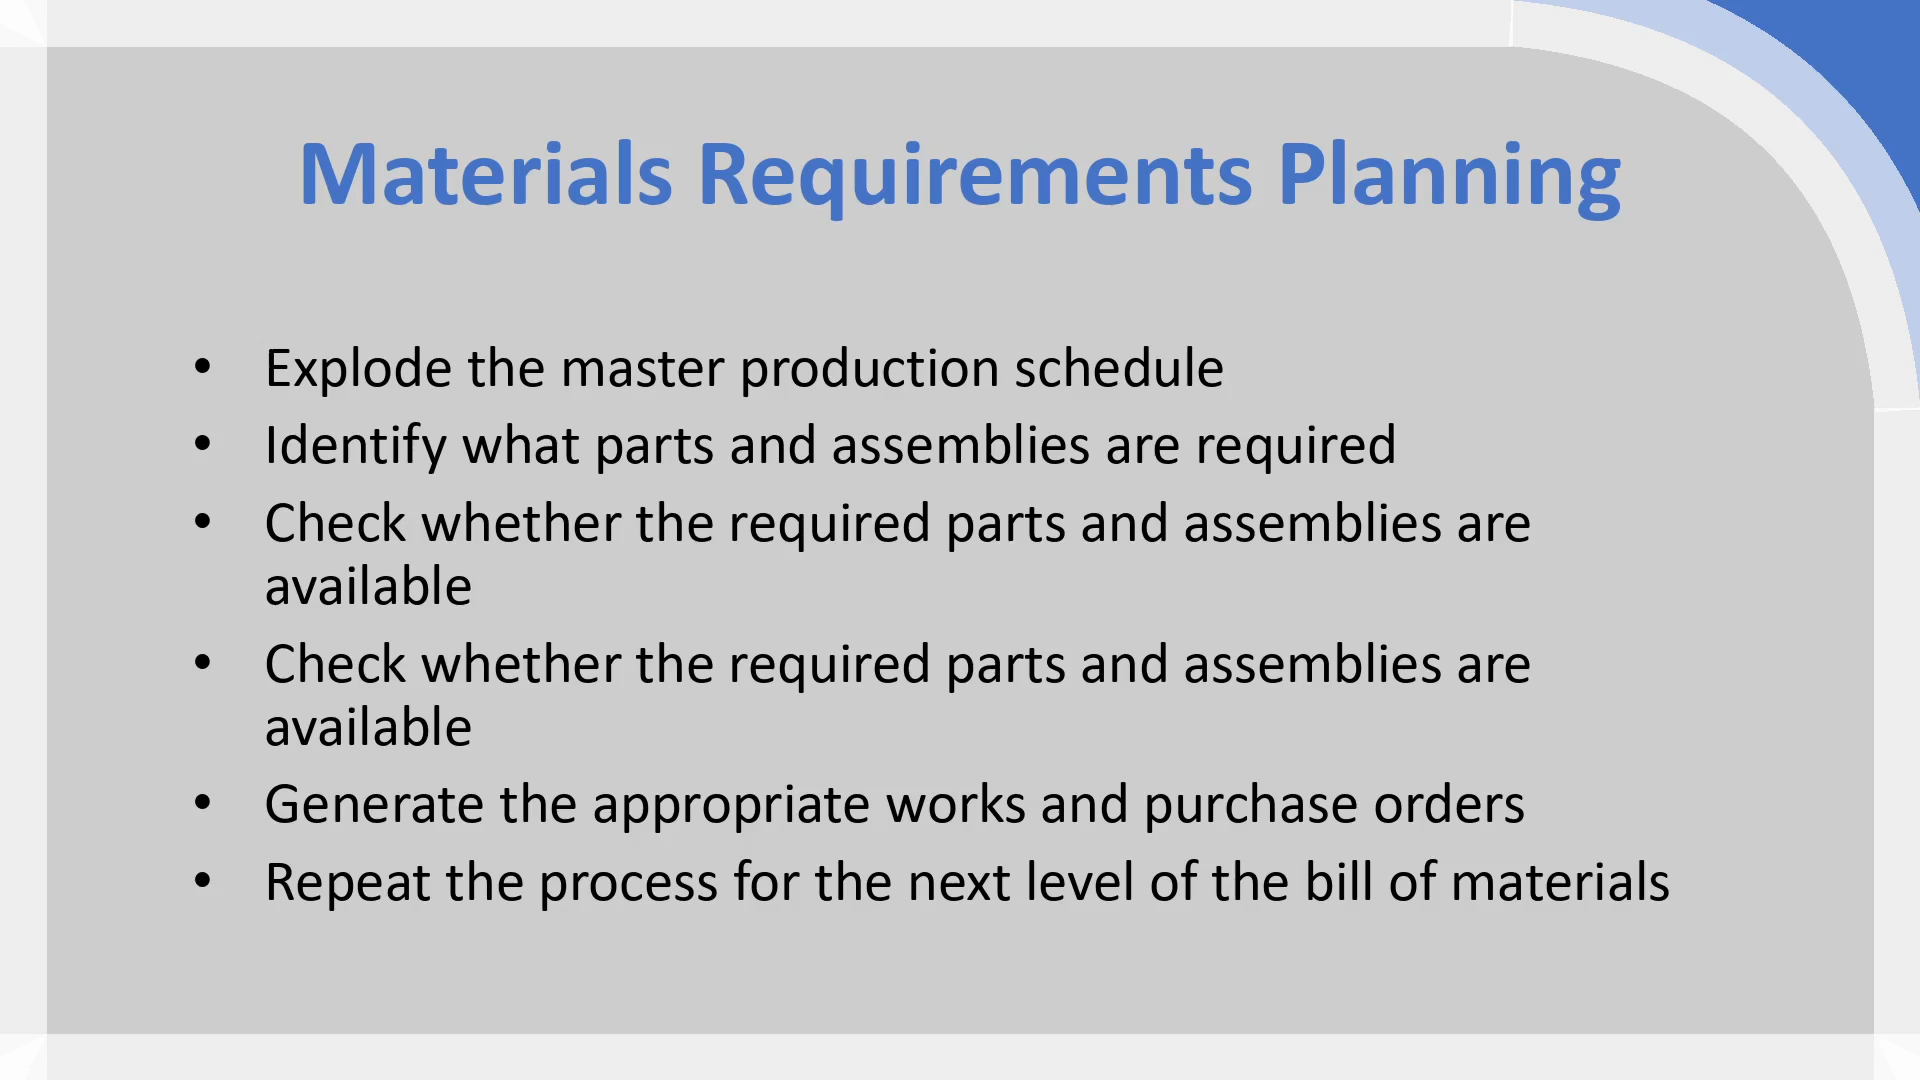 Materials Requirements Planning
• Explode the master production schedule
• Identify what parts and assemblies are required
• Check whether the required parts and assemblies are
available
• Check whether the required parts and assemblies are
available
• Generate the appropriate works and purchase orders
• Repeat the process for the next level of the bill of materials